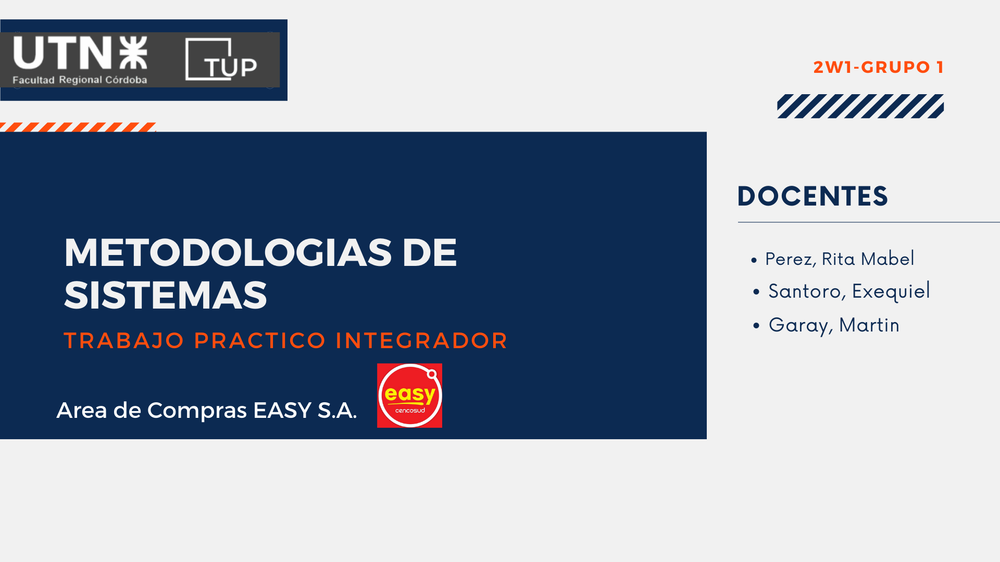 UTN
Facultad Regional Córdoba
TUP
2W1-GRUPO 1
METODOLOGIAS DE
SISTEMAS
TRABAJO PRACTICO INTEGRADOR
Area de Compras EASY S.A.
easy
cencosud
DOCENTES
• Perez, Rita Mabel
• Santoro, Exequiel
• Garay, Martin